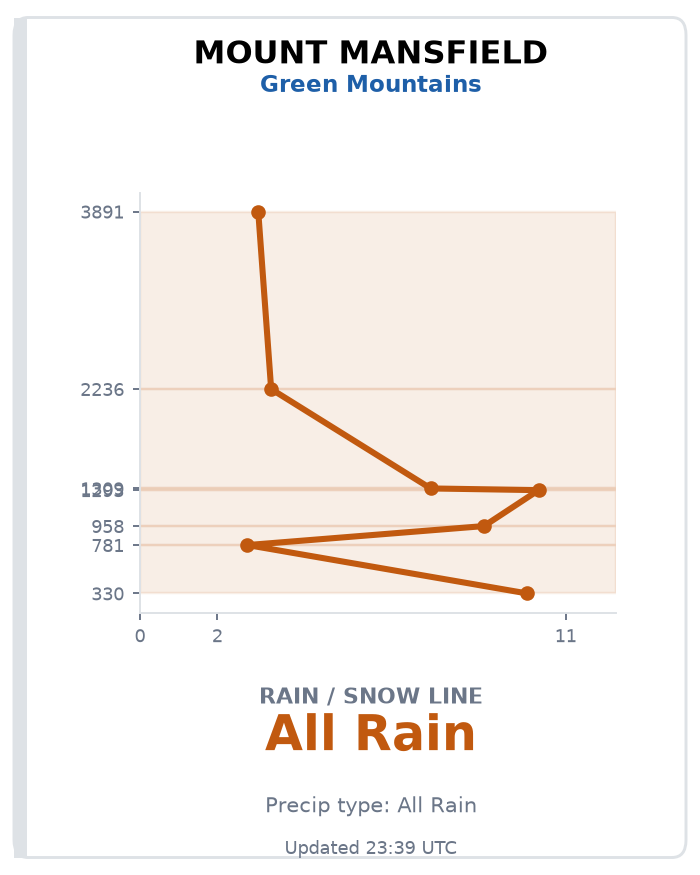 MOUNT MANSFIELD
Green Mountains
3891
2236
958
781
330
0 2 11
RAIN / SNOW LINE
All Rain
Precip type: All Rain
Updated 23:39 UTC